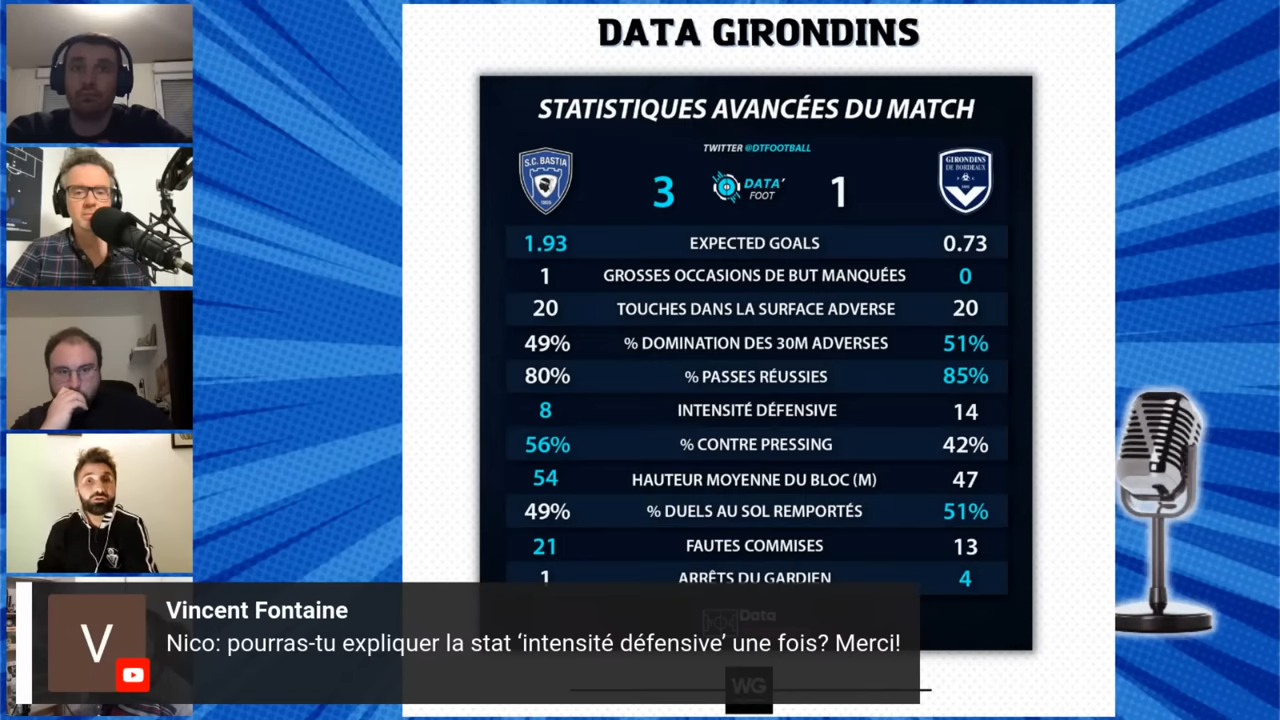 DATA GIRONDINS
STATISTIQUES AVANCÉES DU MATCH
TWITTER @DTFOOTBALL
S.C. BASTIA
1905
3
DATA'
FOOT
1
GIRONDINS
DE BORDEAUX
1.93 EXPECTED GOALS 0.73
1 GROSSES OCCASIONS DE BUT MANQUÉES 0
20 TOUCHES DANS LA SURFACE ADVERSE 20
49% % DOMINATION DES 30M ADVERSES 51%
80% % PASSES RÉUSSIES 85%
8 INTENSITÉ DÉFENSIVE 14
56% % CONTRE PRESSING 42%
54 HAUTEUR MOYENNE DU BLOC (M) 47
49% % DUELS AU SOL REMPORTÉS 51%
21 FAUTES COMMISES 13
1 ARRÊTS DU GARDIEN 4
Data
V
Vincent Fontaine
Nico: pourras-tu expliquer la stat ‘intensité défensive’ une fois? Merci!
WG